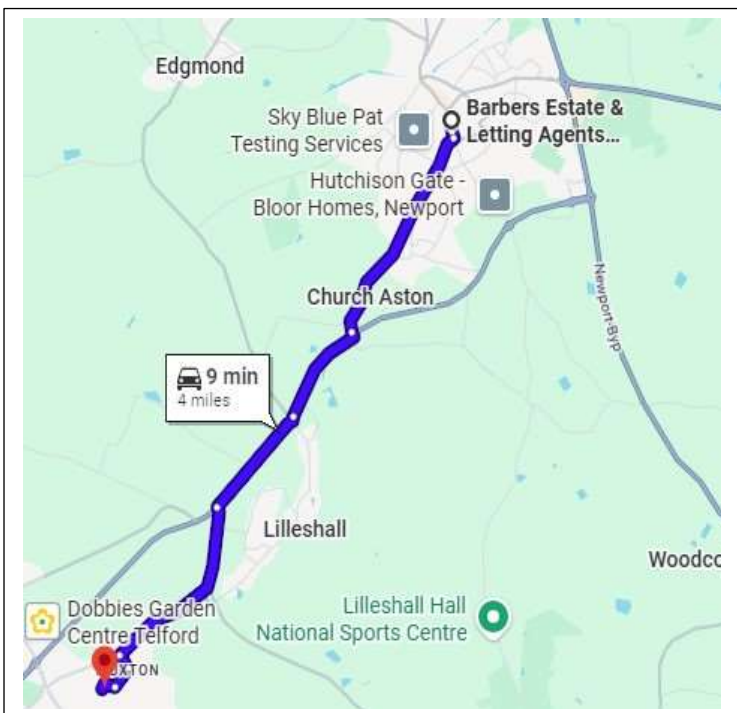 Edgmond
Sky Blue Pat
Testing Services
Barbers Estate &
Letting Agents...
Hutchison Gate -
Bloor Homes, Newport
Newport-Byp
Church Aston
9 min
4 miles
Lilleshall
Woodco
Dobbies Garden
Centre Telford
Lilleshall Hall
National Sports Centre
UXTON